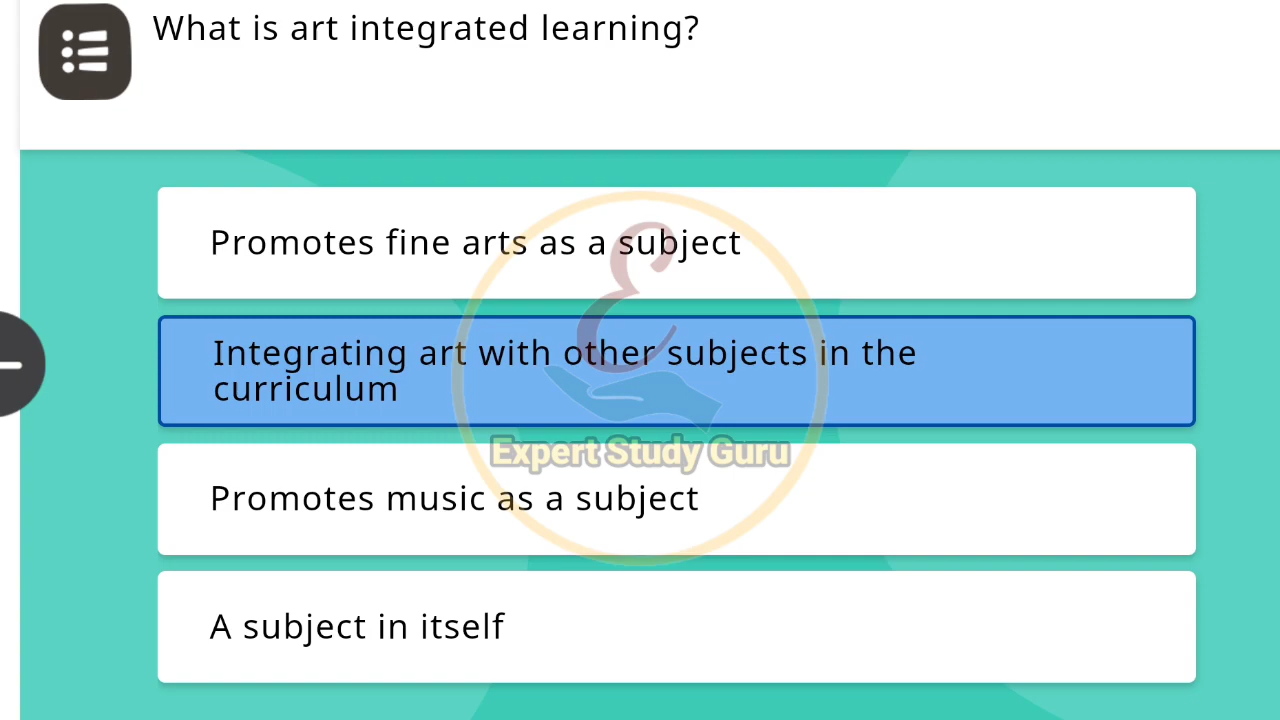 What is art integrated learning?
Promotes fine arts as a subject
Integrating art with other subjects in the
curriculum
Expert Study Guru
Promotes music as a subject
A subject in itself